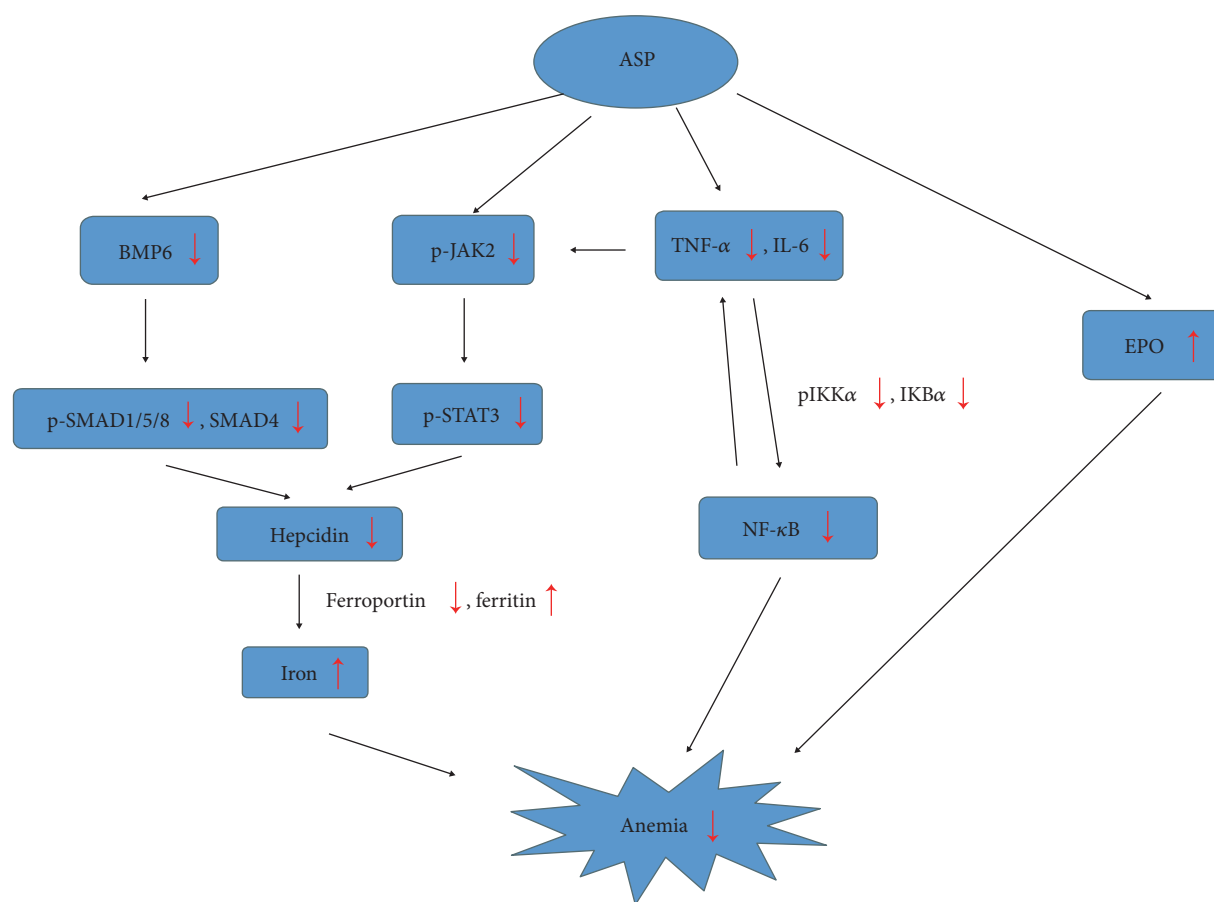 ASP
BMP6 ↓
p-JAK2 ↓
TNF-α ↓, IL-6 ↓
EPO ↑
pIKKα ↓, IKBα ↓
p-SMAD1/5/8 ↓, SMAD4 ↓
p-STAT3 ↓
Hepcidin ↓
NF-κB ↓
Ferroportin ↓, ferritin ↑
Iron ↑
Anemia ↓